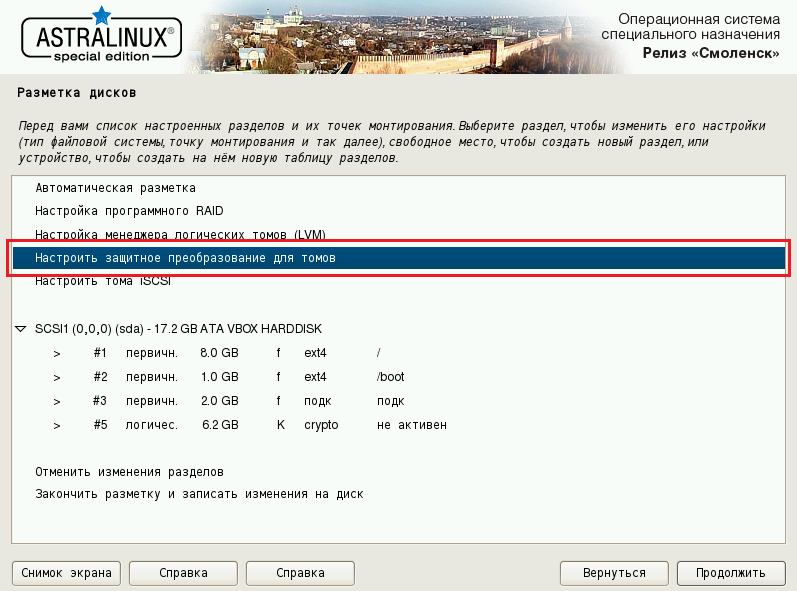 ASTRALINUX®
special edition
Операционная система
специального назначения
Релиз «Смоленск»
Разметка дисков
Перед вами список настроенных разделов и их точек монтирования. Выберите раздел, чтобы изменить его настройки
(тип файловой системы, точку монтирования и так далее), свободное место, чтобы создать новый раздел, или
устройство, чтобы создать на нём новую таблицу разделов.
Автоматическая разметка
Настройка программного RAID
Настройка менеджера логических томов (LVM)
Настроить защитное преобразование для томов
Настроить тома iSCSI
SCSI1 (0,0,0) (sda) - 17.2 GB ATA VBOX HARDDISK
> #1 первичн. 8.0 GB f ext4 /
> #2 первичн. 1.0 GB f ext4 /boot
> #3 первичн. 2.0 GB f подк подк
> #5 логичес. 6.2 GB K crypto не активен
Отменить изменения разделов
Закончить разметку и записать изменения на диск
Снимок экрана Справка Справка Вернуться Продолжить